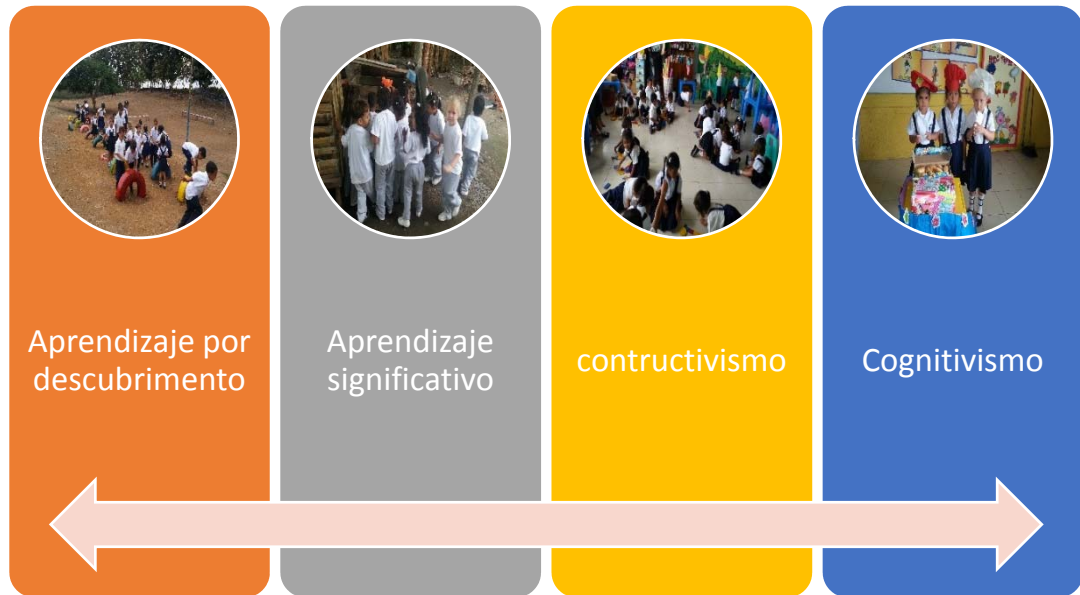 Aprendizaje por
descubrimento
Aprendizaje
significativo
contructivismo
Cognitivismo